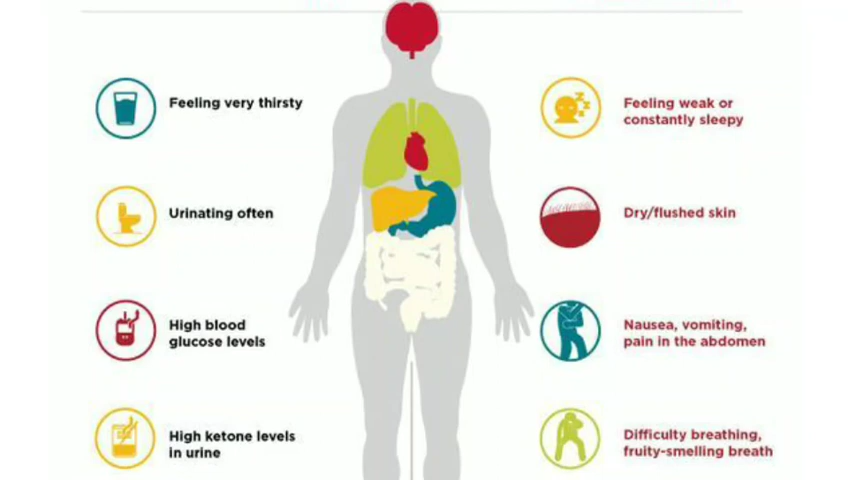 Feeling very thirsty
Urinating often
High blood
glucose levels
High ketone levels
in urine
Feeling weak or
constantly sleepy
Dry/flushed skin
Nausea, vomiting,
pain in the abdomen
Difficulty breathing,
fruity-smelling breath